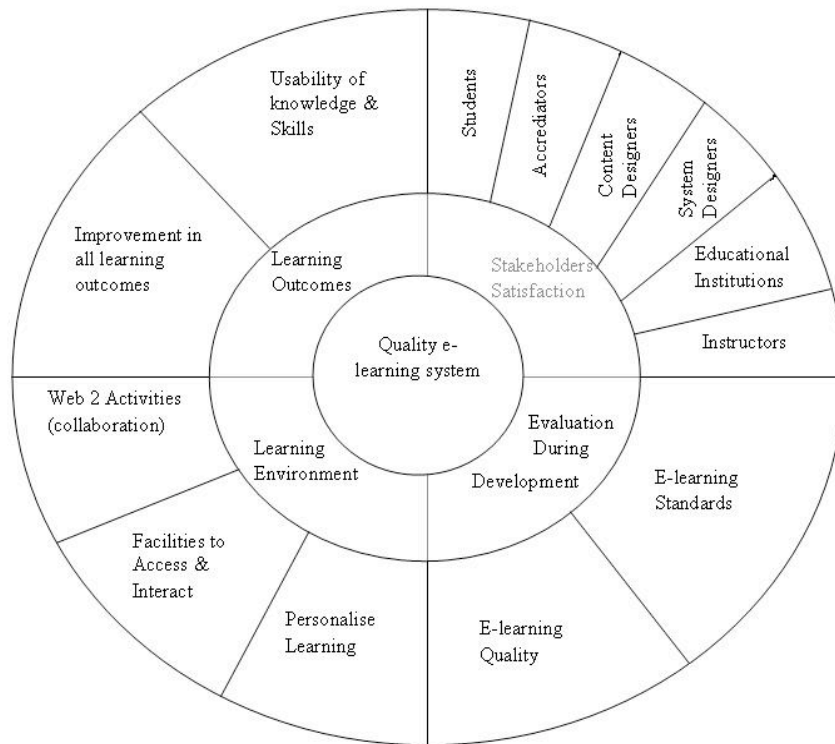 Usability of
knowledge &
Skills
Students
Accrediators
Content
Designers
System
Designers
Educational
Institutions
Instructors
Improvement in
all learning
outcomes
Learning
Outcomes
Stakeholders
Satisfaction
Quality e-
learning system
Web 2 Activities
(collaboration)
Learning
Environment
Evaluation
During
Development
E-learning
Standards
Facilities to
Access &
Interact
Personalise
Learning
E-learning
Quality